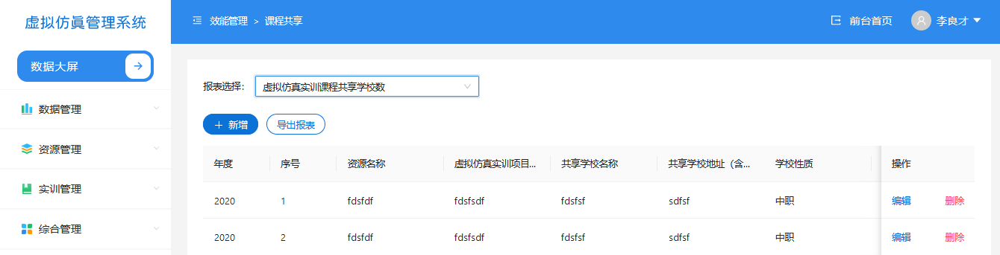 虚拟仿真管理系统
效能管理 > 课程共享
前台首页
李良才
数据大屏
数据管理
资源管理
实训管理
综合管理
报表选择：
虚拟仿真实训课程共享学校数
+ 新增
导出报表
年度 序号 资源名称 虚拟仿真实训项目... 共享学校名称 共享学校地址（含... 学校性质 操作
2020 1 fdsfdf fdsfsdf fdsfsf sdfsf 中职 编辑 删除
2020 2 fdsfdf fdsfsdf fdsfsf sdfsf 中职 编辑 删除